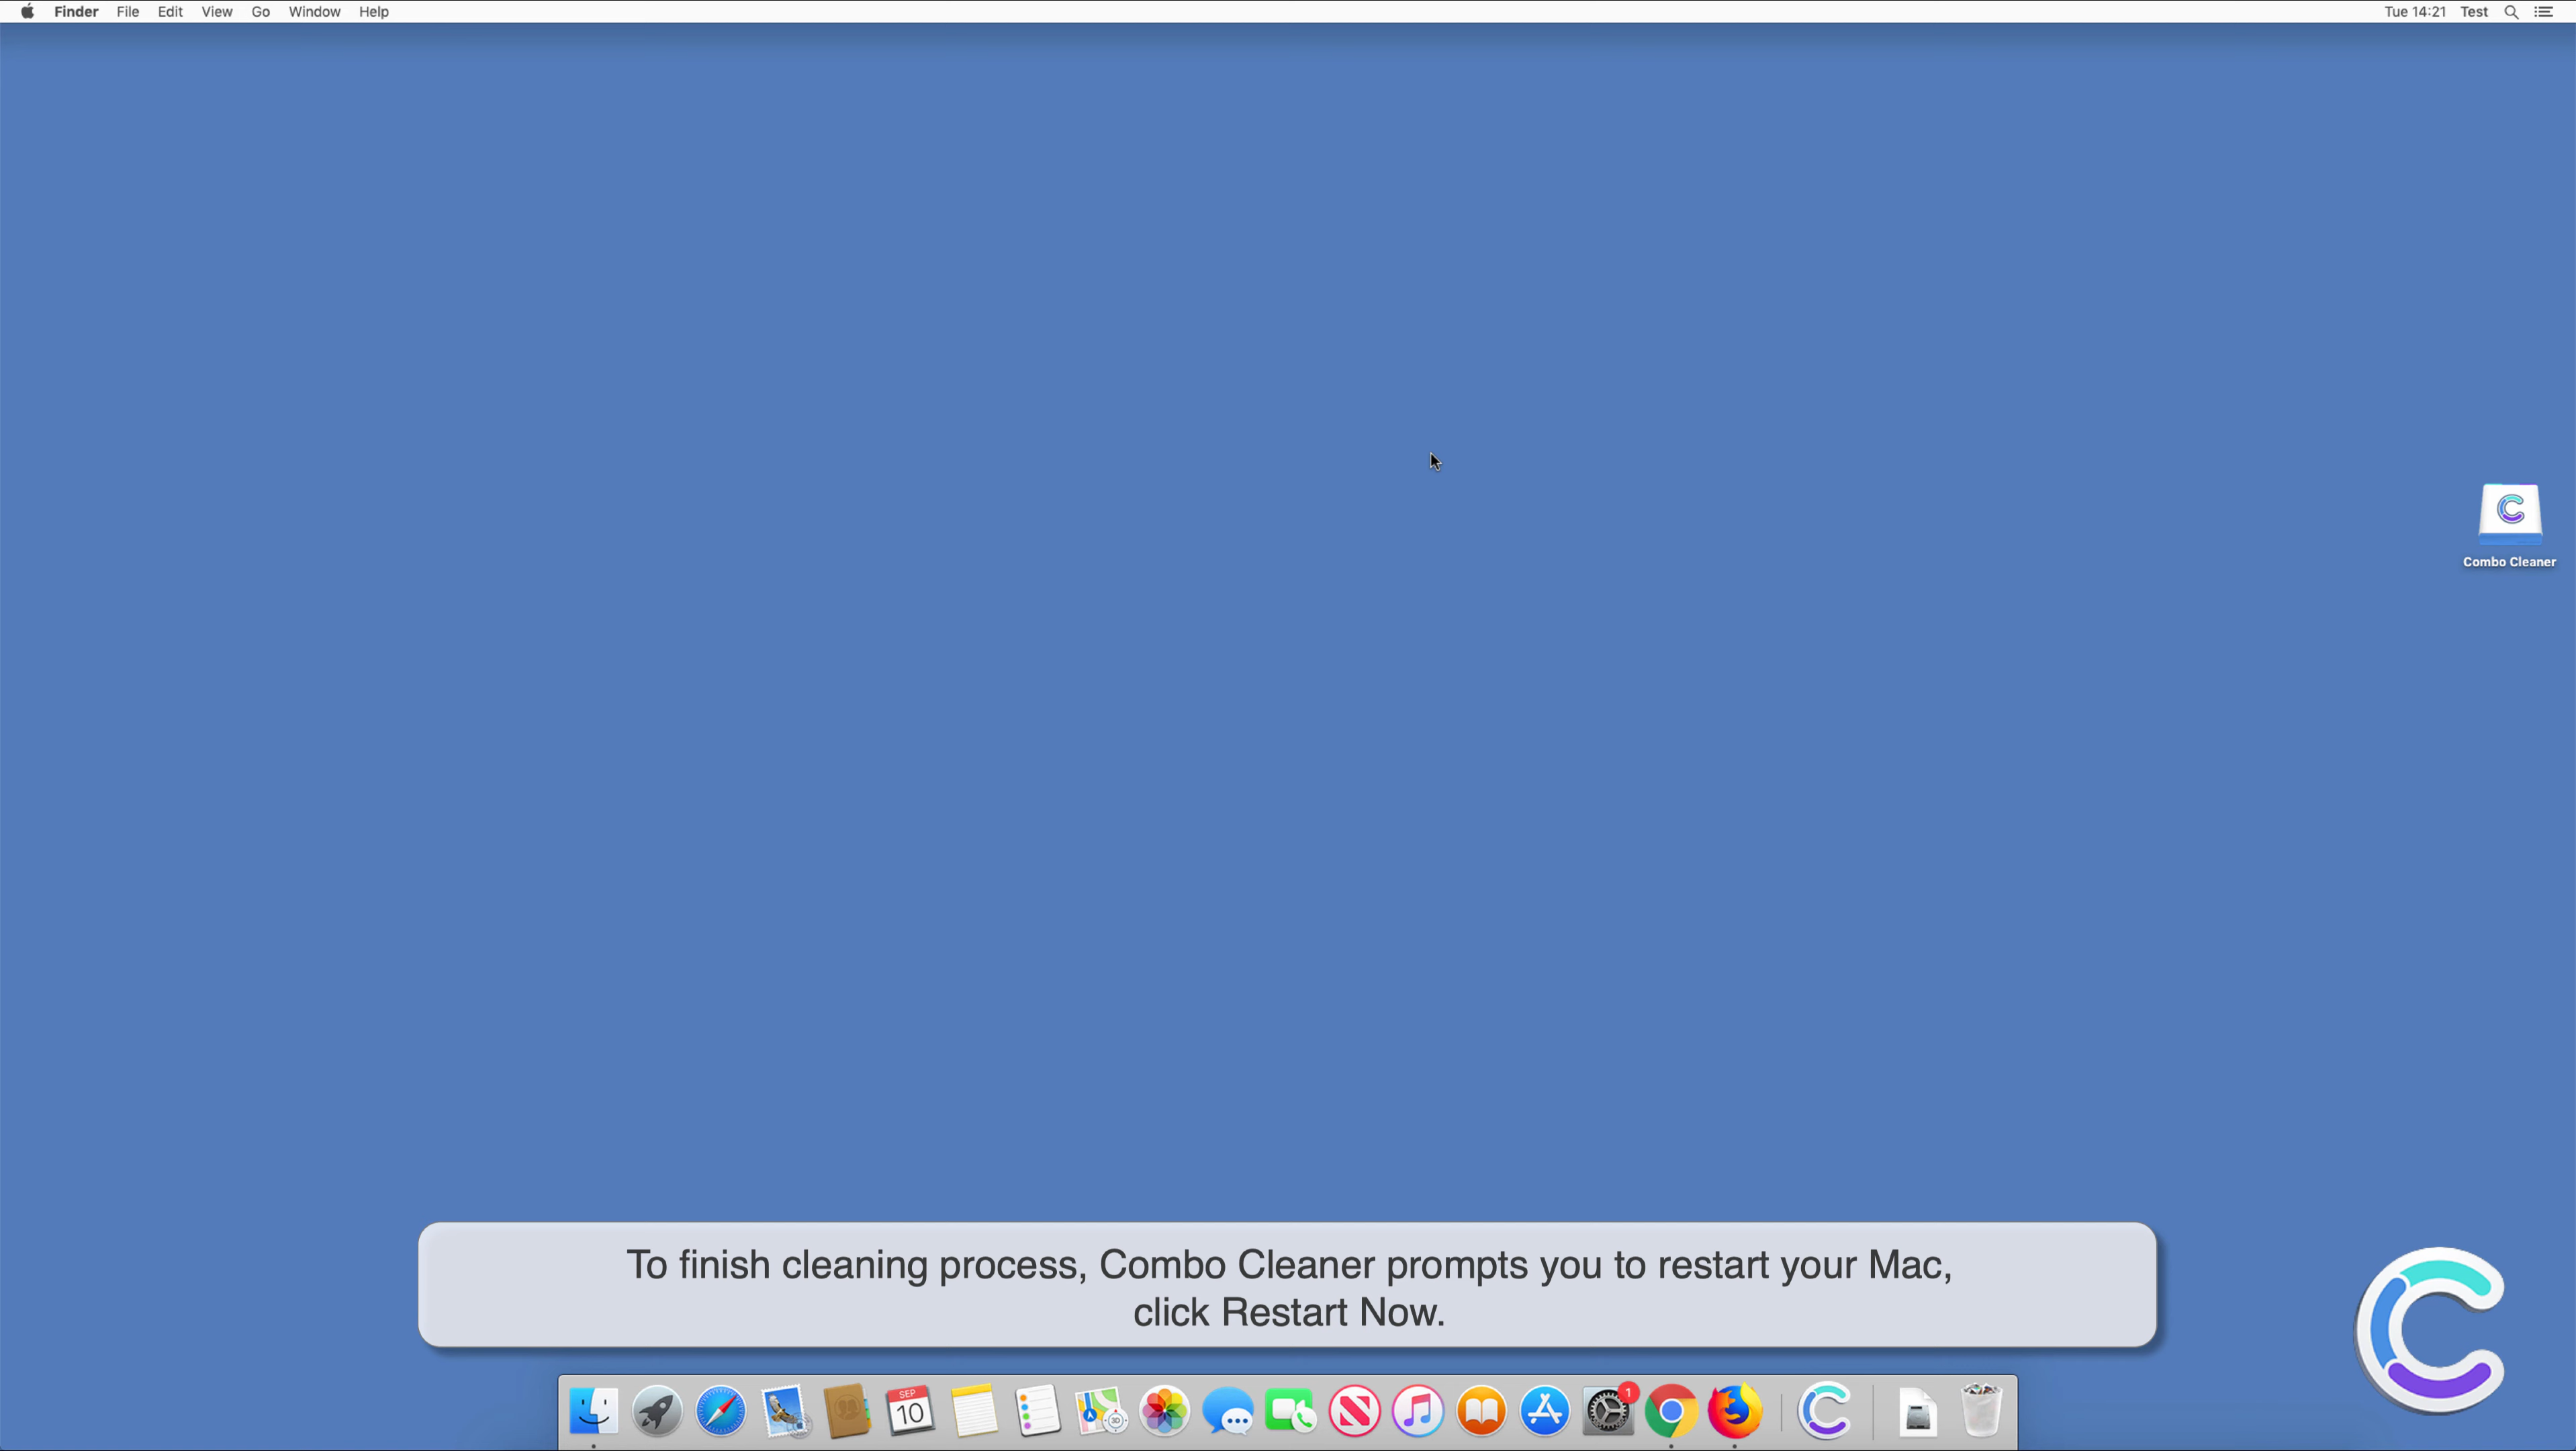 Finder File Edit View Go Window Help
Tue 14:21 Test
Combo Cleaner
To finish cleaning process, Combo Cleaner prompts you to restart your Mac,
click Restart Now.
SEP
10
3D
1